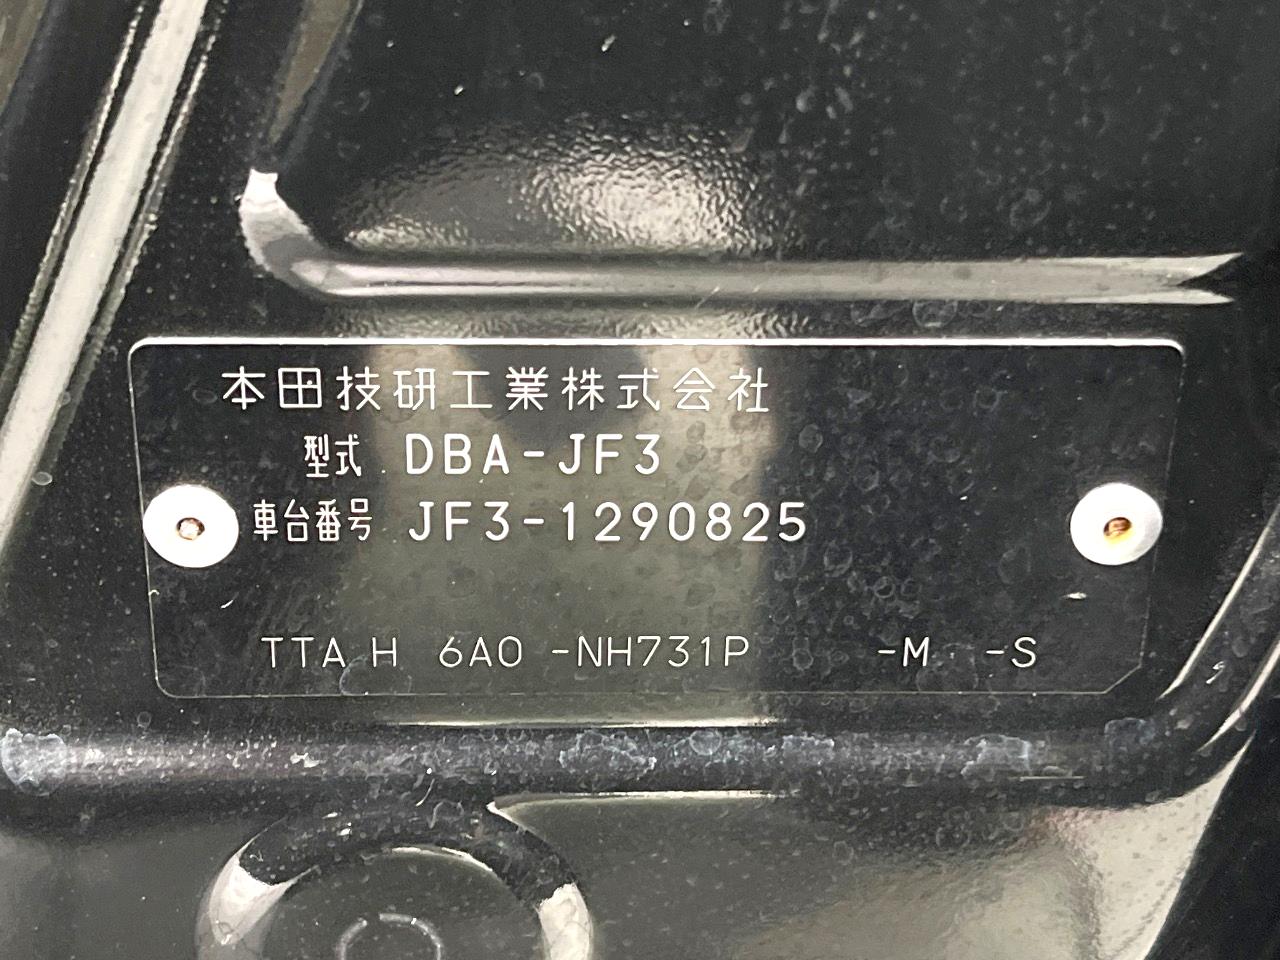 本田技研工業株式会社
型式 DBA-JF3
車台番号 JF3-1290825
TTA H 6A0 -NH731P -M -S